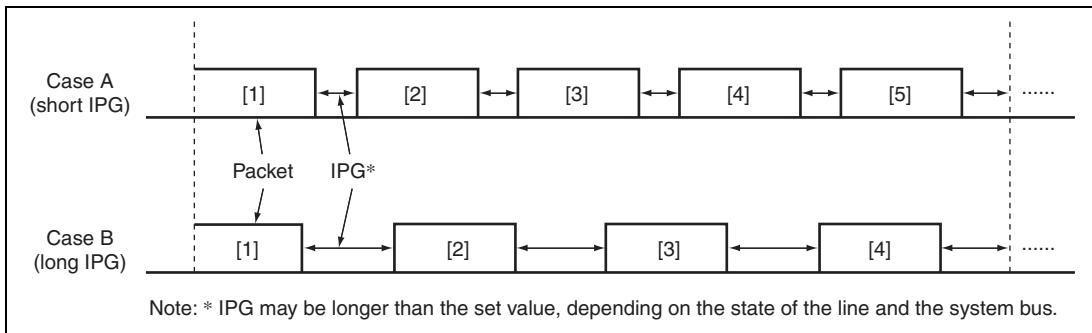 Case A
(short IPG)
[1] [2] [3] [4] [5] ......
Packet IPG*
Case B
(long IPG)
[1] [2] [3] [4] ......
Note: * IPG may be longer than the set value, depending on the state of the line and the system bus.